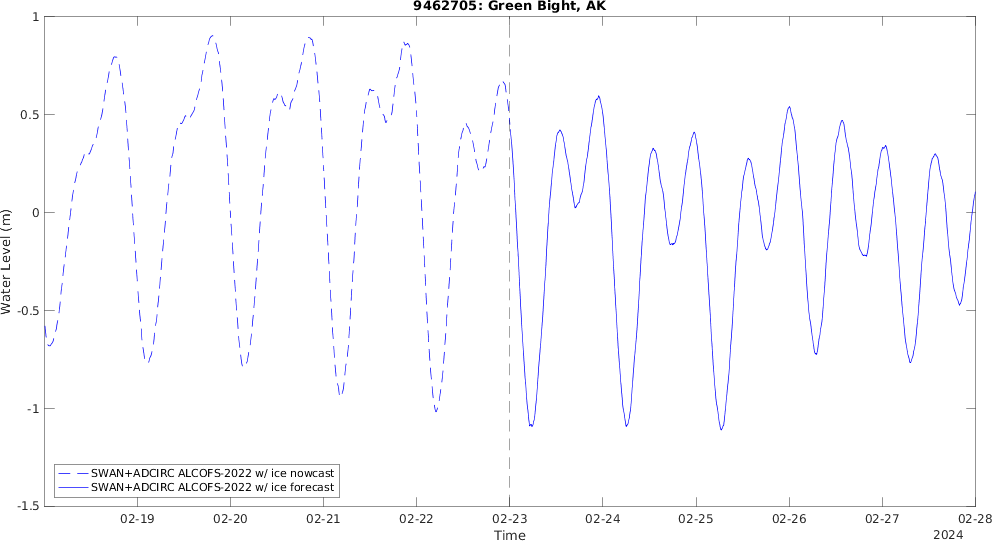 9462705: Green Bight, AK
Water Level (m)
1
0.5
0
-0.5
-1
-1.5
SWAN+ADCIRC ALCOFS-2022 w/ ice nowcast
SWAN+ADCIRC ALCOFS-2022 w/ ice forecast
02-19 02-20 02-21 02-22 02-23 02-24 02-25 02-26 02-27 02-28
Time
2024